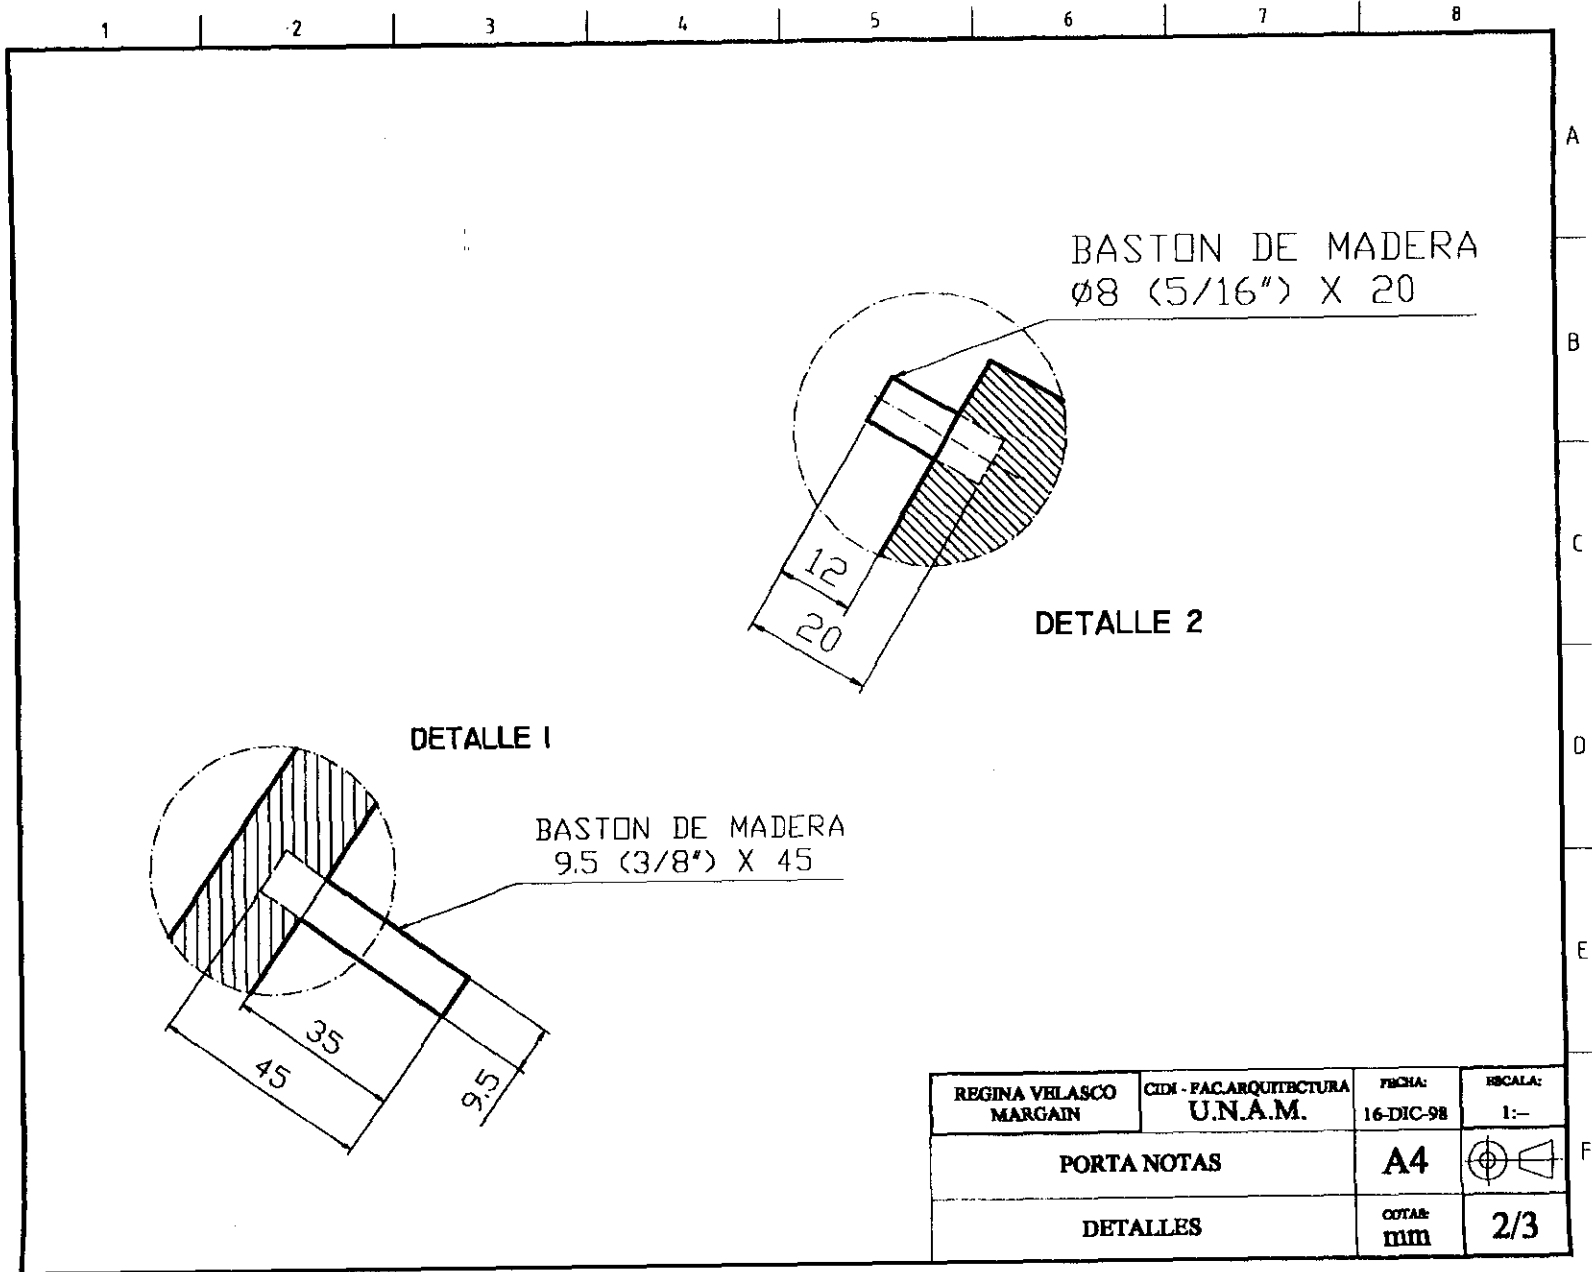 1 2 3 4 5 6 7 8
A
B
C
D
E
F
BASTON DE MADERA
ø8 (5/16") X 20
12
20
DETALLE 2
DETALLE 1
BASTON DE MADERA
9.5 (3/8") X 45
35
45
9.5
REGINA VELASCO
MARGAIN
CIDI - FAC.ARQUITECTURA
U.N.A.M.
FECHA:
16-DIC-98
ESCALA:
1:–
PORTA NOTAS
A4
DETALLES
COTAS:
mm
2/3